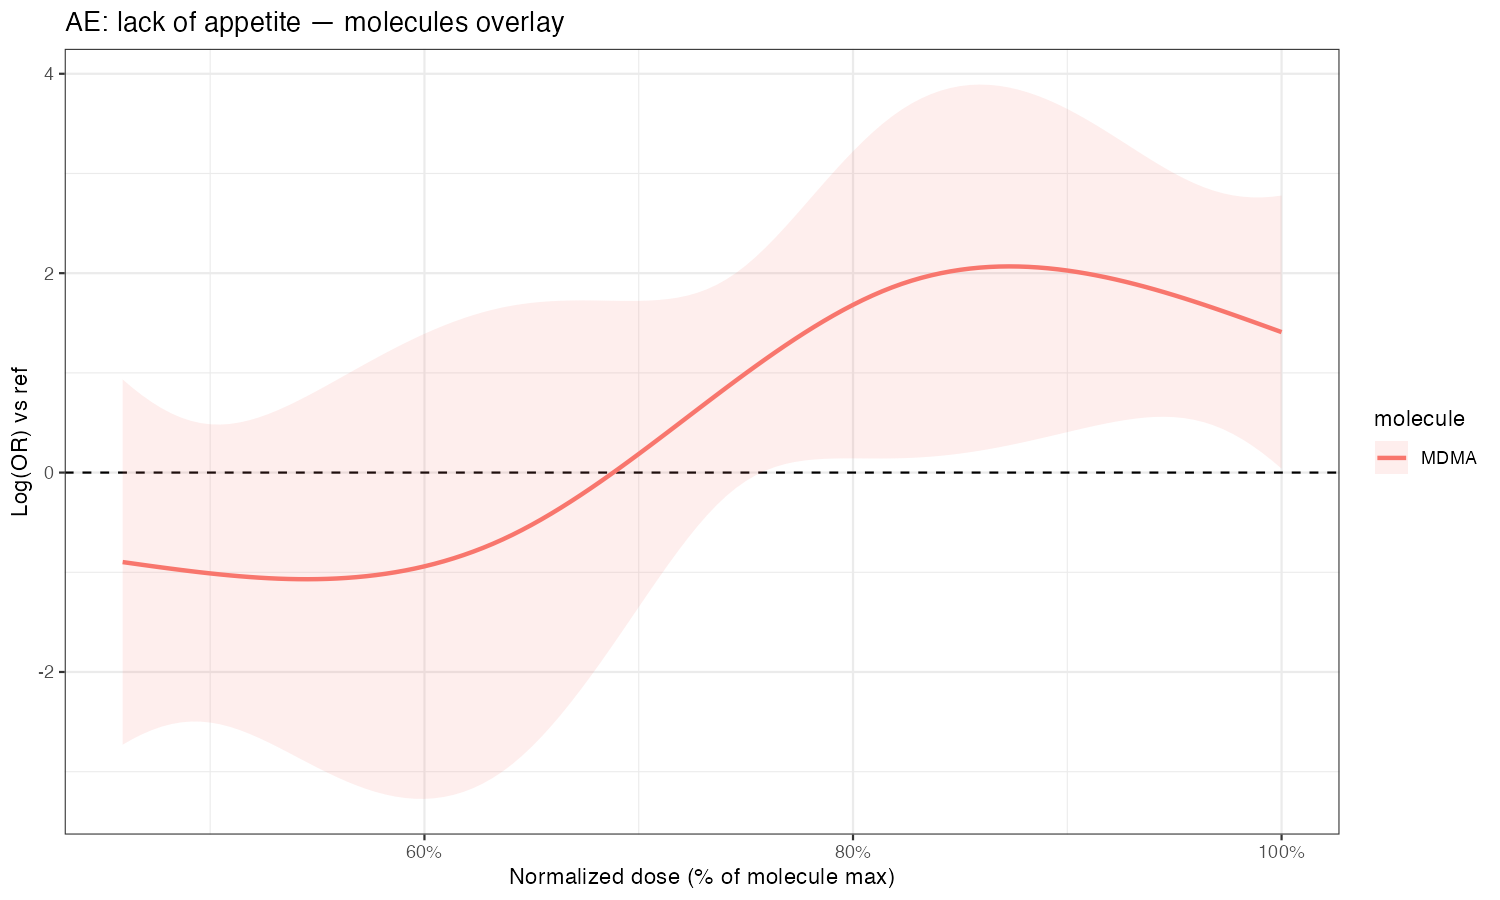 AE: lack of appetite — molecules overlay
4
2
0
-2
Log(OR) vs ref
60%
80%
100%
Normalized dose (% of molecule max)
molecule
MDMA